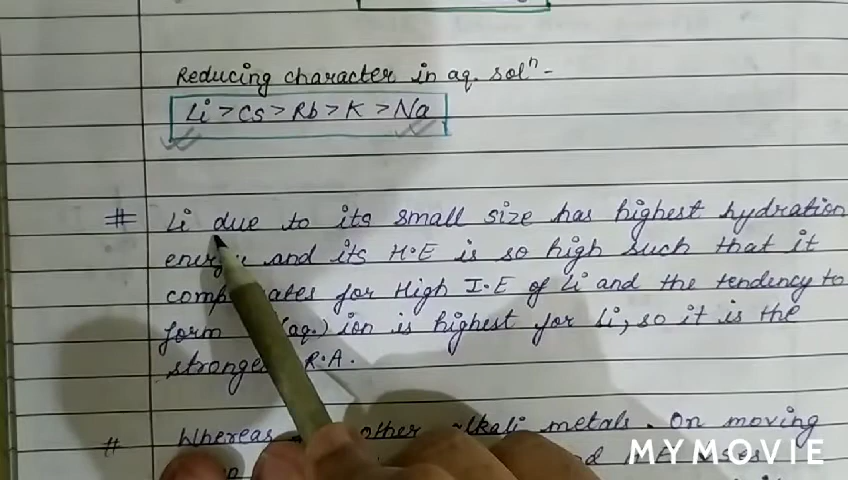 Reducing character in aq. solⁿ-
Li > Cs > Rb > K > Na
# Li due to its small size has highest hydration
and its H.E is so high such that it
for High I.E of Li and the tendency to
form (aq.) ion is highest for Li, so it is the
R.A.
# Whereas other alkali metals. On moving
MYMOVIE